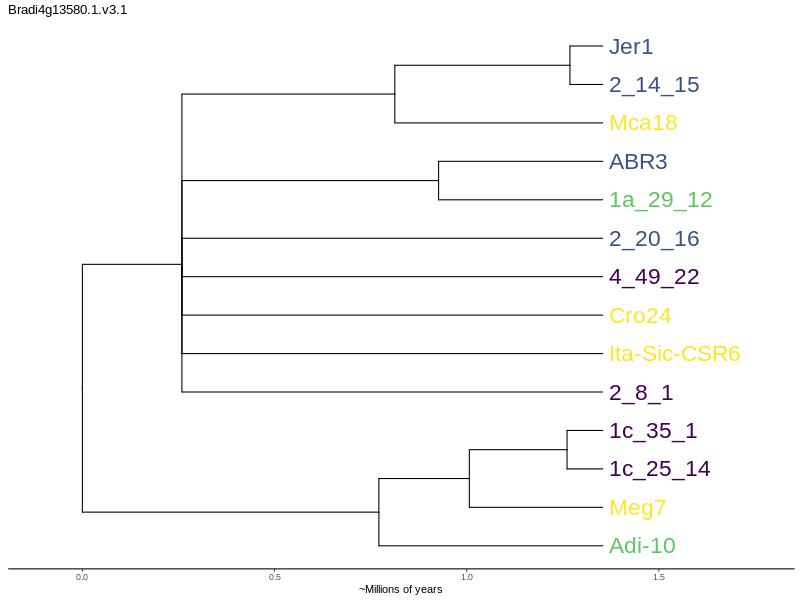 Bradi4g13580.1.v3.1
Jer1
2_14_15
Mca18
ABR3
1a_29_12
2_20_16
4_49_22
Cro24
Ita-Sic-CSR6
2_8_1
1c_35_1
1c_25_14
Meg7
Adi-10
0.0 0.5 1.0 1.5
~Millions of years